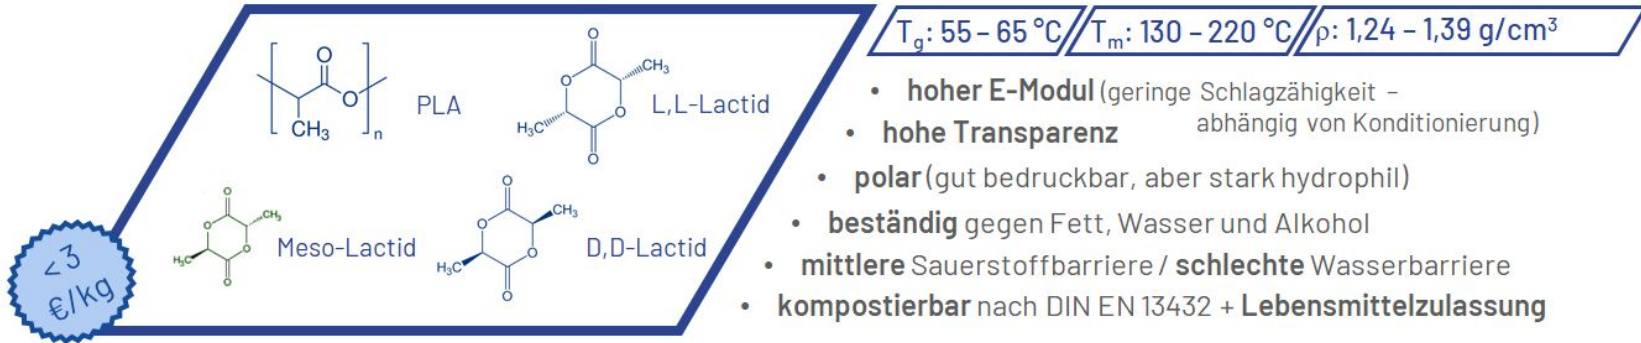 T_g: 55 – 65 °C
T_m: 130 – 220 °C
ρ: 1,24 – 1,39 g/cm³
O
O
CH₃
n
PLA
O
O
CH₃
O
H₃C
O
L,L-Lactid
O
O
CH₃
O
H₃C
O
Meso-Lactid
O
O
CH₃
O
H₃C
O
D,D-Lactid
<3
€/kg
• hoher E-Modul (geringe Schlagzähigkeit –
abhängig von Konditionierung)
• hohe Transparenz
• polar (gut bedruckbar, aber stark hydrophil)
• beständig gegen Fett, Wasser und Alkohol
• mittlere Sauerstoffbarriere / schlechte Wasserbarriere
• kompostierbar nach DIN EN 13432 + Lebensmittelzulassung